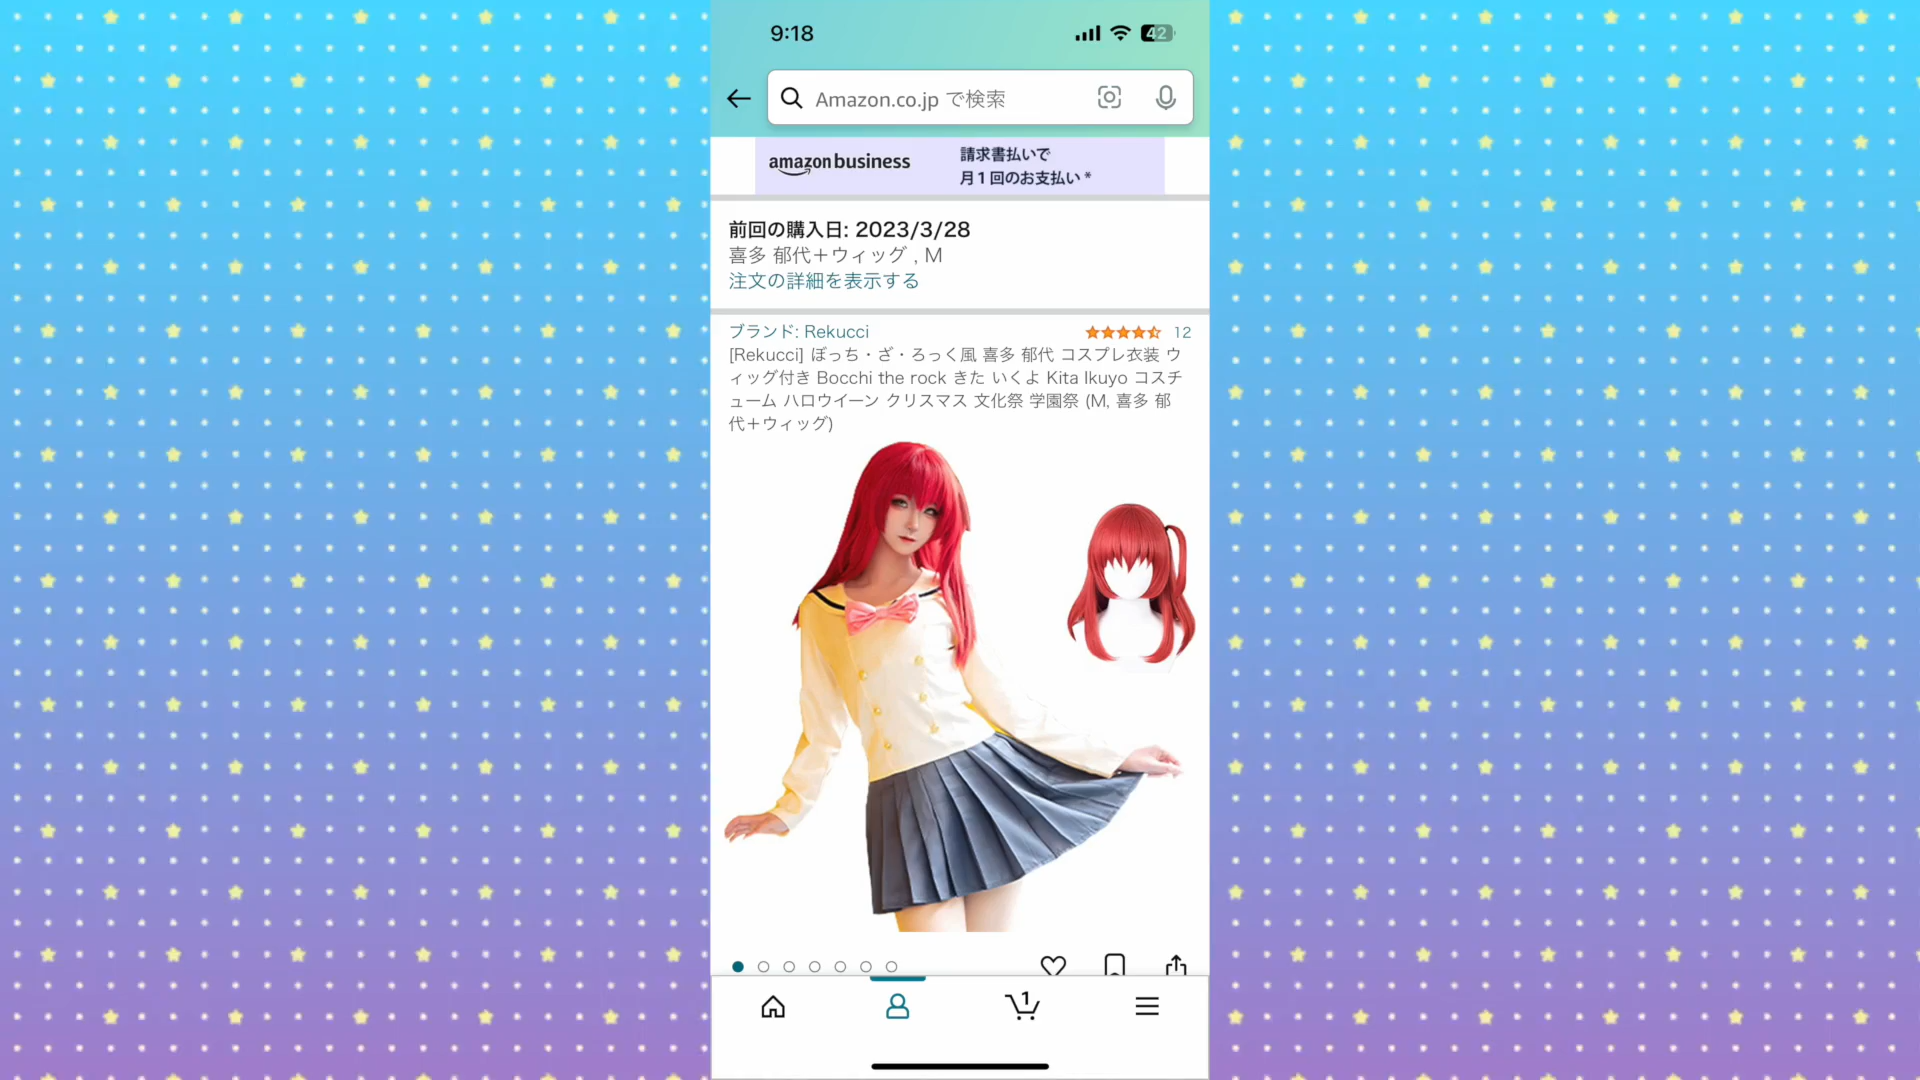 9:18
42
Amazon.co.jp で検索
amazon business
請求書払いで
月1回のお支払い*
前回の購入日: 2023/3/28
喜多 郁代＋ウィッグ , M
注文の詳細を表示する
ブランド: Rekucci
12
[Rekucci] ぼっち・ざ・ろっく風 喜多 郁代 コスプレ衣装 ウ
ィッグ付き Bocchi the rock きた いくよ Kita Ikuyo コスチ
ューム ハロウイーン クリスマス 文化祭 学園祭 (M, 喜多 郁
代＋ウィッグ)
1